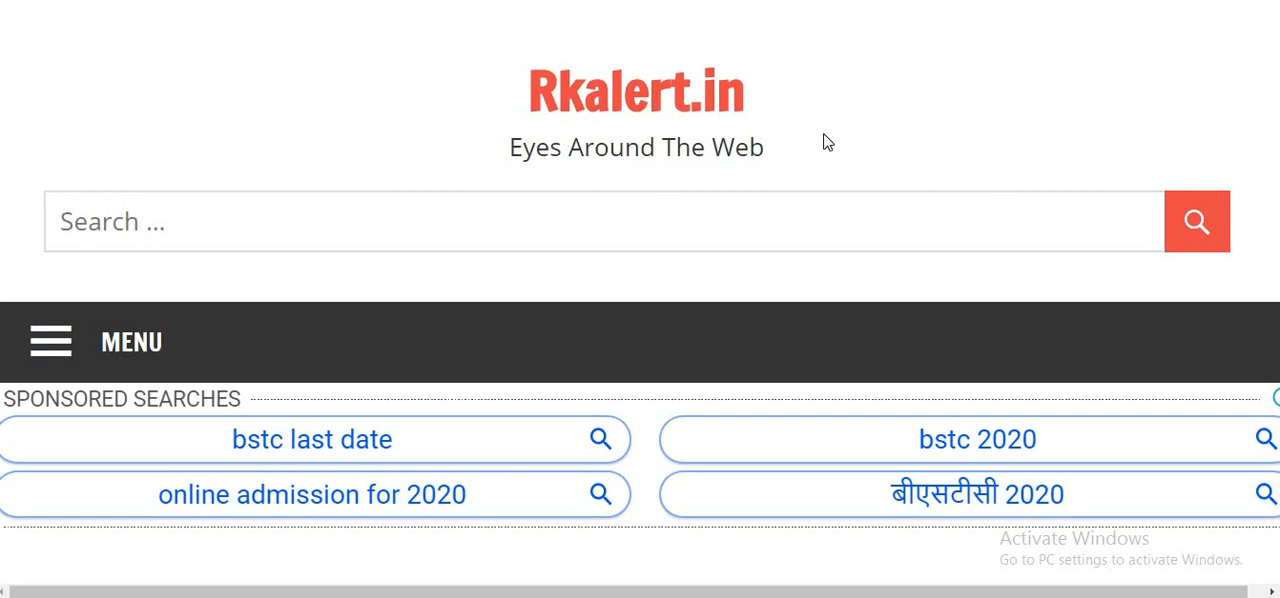 Rkalert.in
Eyes Around The Web
Search ...
MENU
SPONSORED SEARCHES
bstc last date
bstc 2020
online admission for 2020
बीएसटीसी 2020
Activate Windows
Go to PC settings to activate Windows.